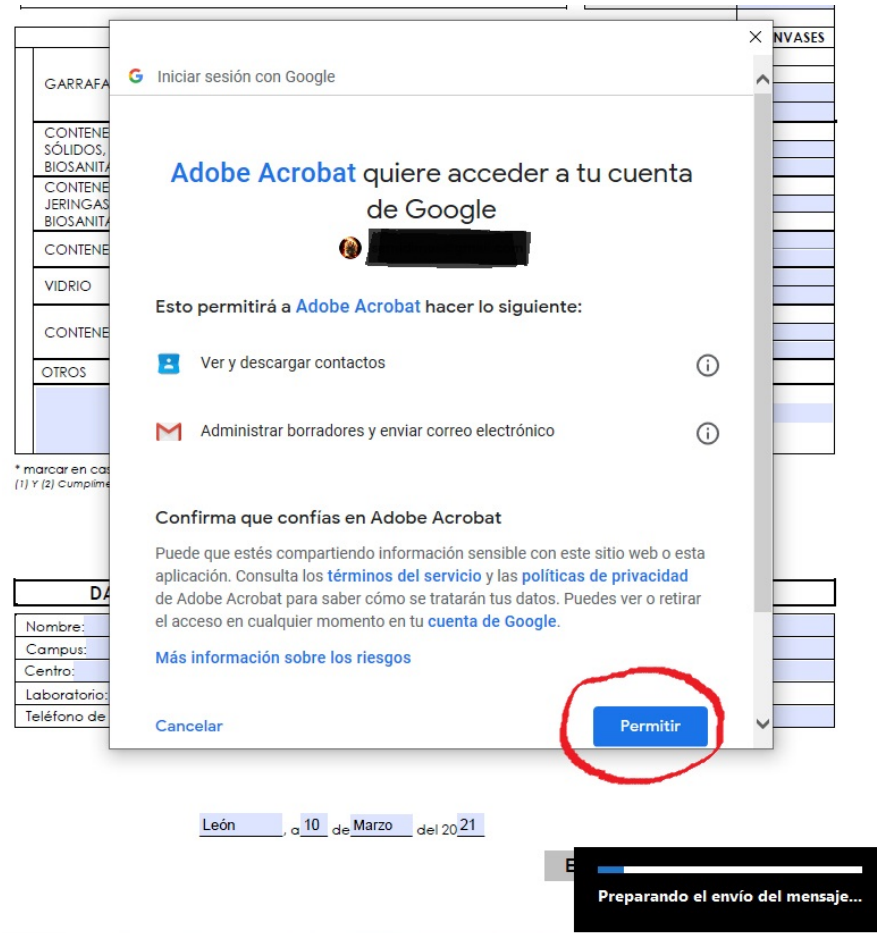 NVASES
Iniciar sesión con Google
GARRAFA
CONTENE
SÓLIDOS,
BIOSANITA
Adobe Acrobat quiere acceder a tu cuenta
de Google
CONTENE
JERINGAS
BIOSANITA
CONTENE
VIDRIO
Esto permitirá a Adobe Acrobat hacer lo siguiente:
CONTENE
Ver y descargar contactos
OTROS
Administrar borradores y enviar correo electrónico
* marcar en cas
(1) Y (2) Cumplime
Confirma que confías en Adobe Acrobat
Puede que estés compartiendo información sensible con este sitio web o esta
aplicación. Consulta los términos del servicio y las políticas de privacidad
de Adobe Acrobat para saber cómo se tratarán tus datos. Puedes ver o retirar
el acceso en cualquier momento en tu cuenta de Google.
Más información sobre los riesgos
DA
Nombre:
Campus:
Centro:
Laboratorio:
Teléfono de
Cancelar Permitir
León , a 10 de Marzo del 20 21
E
Preparando el envío del mensaje...